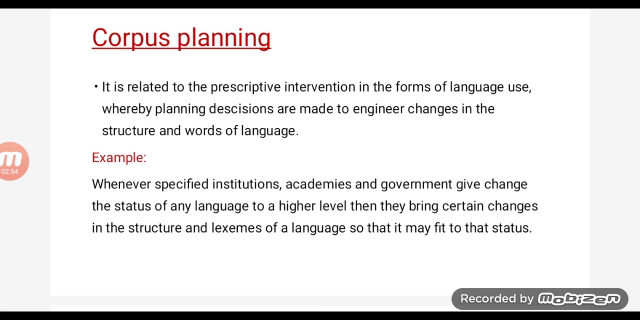 Corpus planning
• It is related to the prescriptive intervention in the forms of language use,
whereby planning descisions are made to engineer changes in the
structure and words of language.
Example:
Whenever specified institutions, academies and government give change
the status of any language to a higher level then they bring certain changes
in the structure and lexemes of a language so that it may fit to that status.
m
02:54
Recorded by mobizen